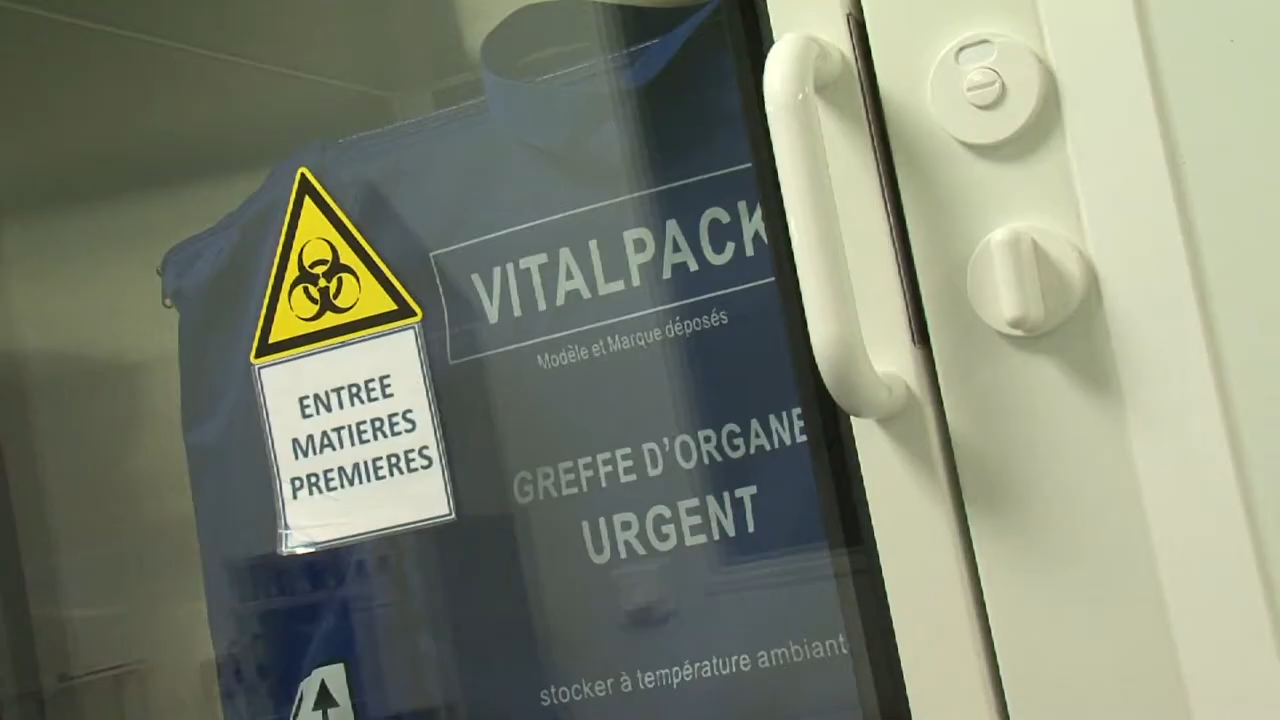 VITALPACK
Modèle et Marque déposés
ENTREE
MATIERES
PREMIERES
GREFFE D'ORGANE
URGENT
stocker à température ambiant